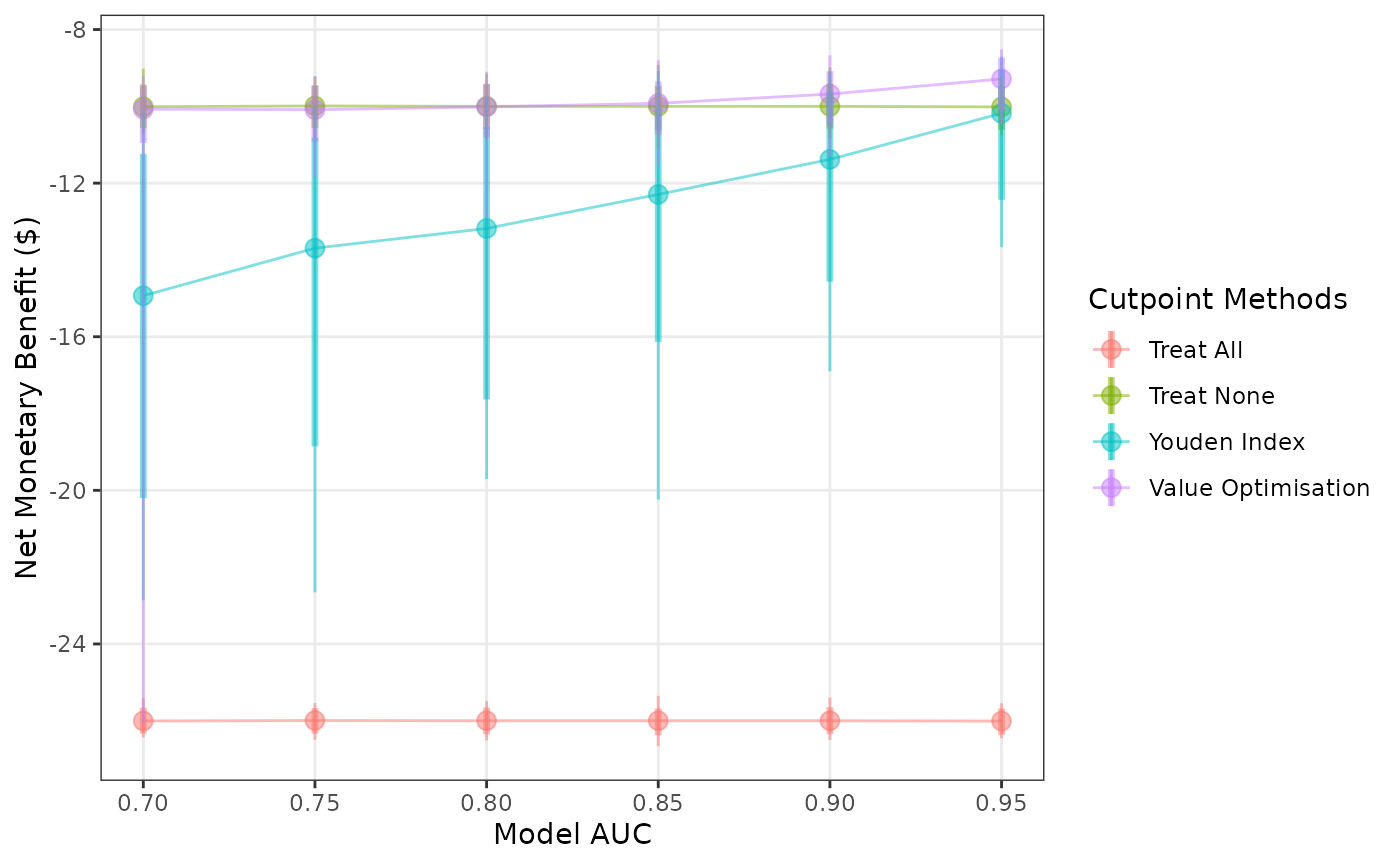 Net Monetary Benefit ($)
-8
-12
-16
-20
-24
0.70 0.75 0.80 0.85 0.90 0.95
Model AUC
Cutpoint Methods
Treat All
Treat None
Youden Index
Value Optimisation